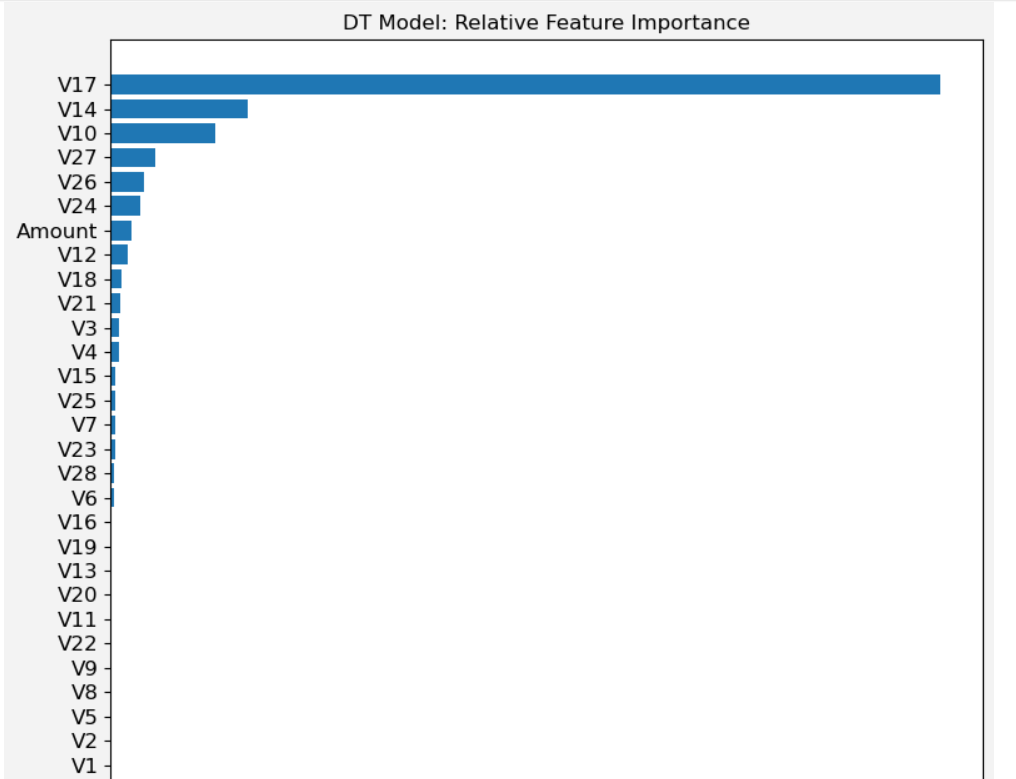 DT Model: Relative Feature Importance
V17
V14
V10
V27
V26
V24
Amount
V12
V18
V21
V3
V4
V15
V25
V7
V23
V28
V6
V16
V19
V13
V20
V11
V22
V9
V8
V5
V2
V1